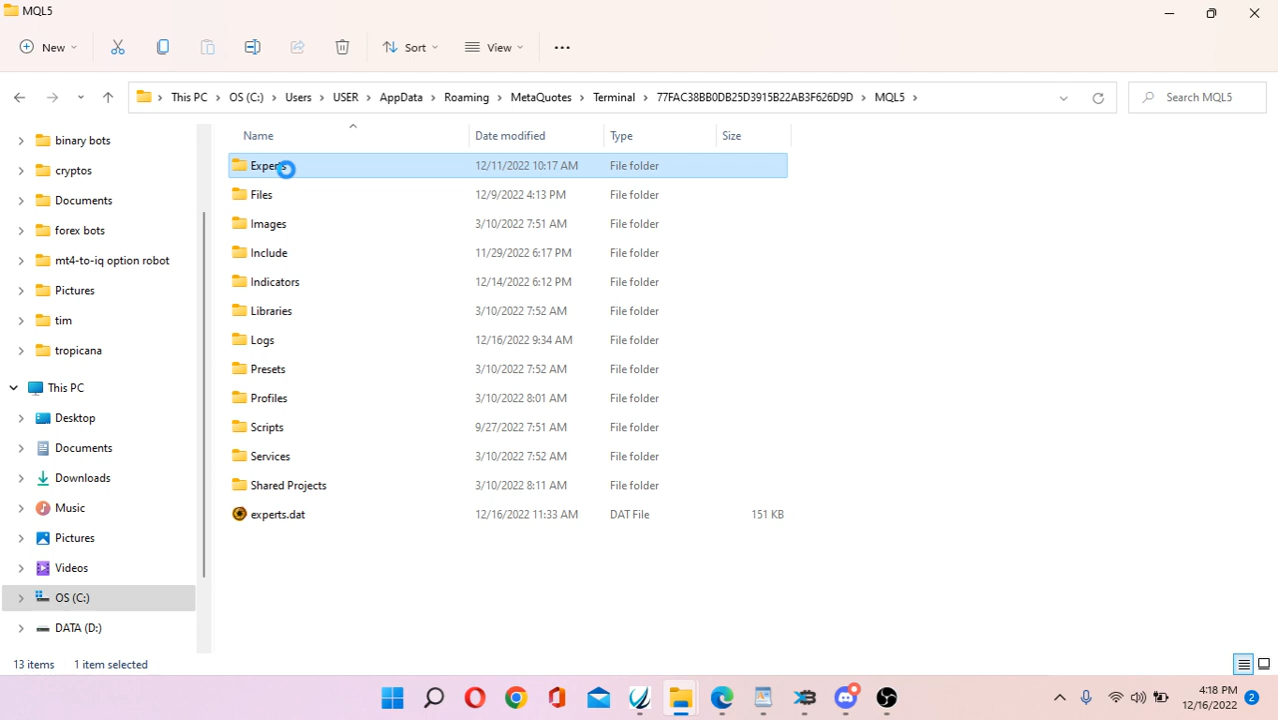 MQL5
New
Sort
View
This PC > OS (C:) > Users > USER > AppData > Roaming > MetaQuotes > Terminal > 77FAC38BB0DB25D3915B22AB3F626D9D > MQL5 >
Search MQL5
Name Date modified Type Size
binary bots
cryptos
Documents
forex bots
mt4-to-iq option robot
Pictures
tim
tropicana
This PC
Desktop
Documents
Downloads
Music
Pictures
Videos
OS (C:)
DATA (D:)
Experts 12/11/2022 10:17 AM File folder
Files 12/9/2022 4:13 PM File folder
Images 3/10/2022 7:51 AM File folder
Include 11/29/2022 6:17 PM File folder
Indicators 12/14/2022 6:12 PM File folder
Libraries 3/10/2022 7:52 AM File folder
Logs 12/16/2022 9:34 AM File folder
Presets 3/10/2022 7:52 AM File folder
Profiles 3/10/2022 8:01 AM File folder
Scripts 9/27/2022 7:51 AM File folder
Services 3/10/2022 7:52 AM File folder
Shared Projects 3/10/2022 8:11 AM File folder
experts.dat 12/16/2022 11:33 AM DAT File 151 KB
13 items 1 item selected
4:18 PM
12/16/2022
2